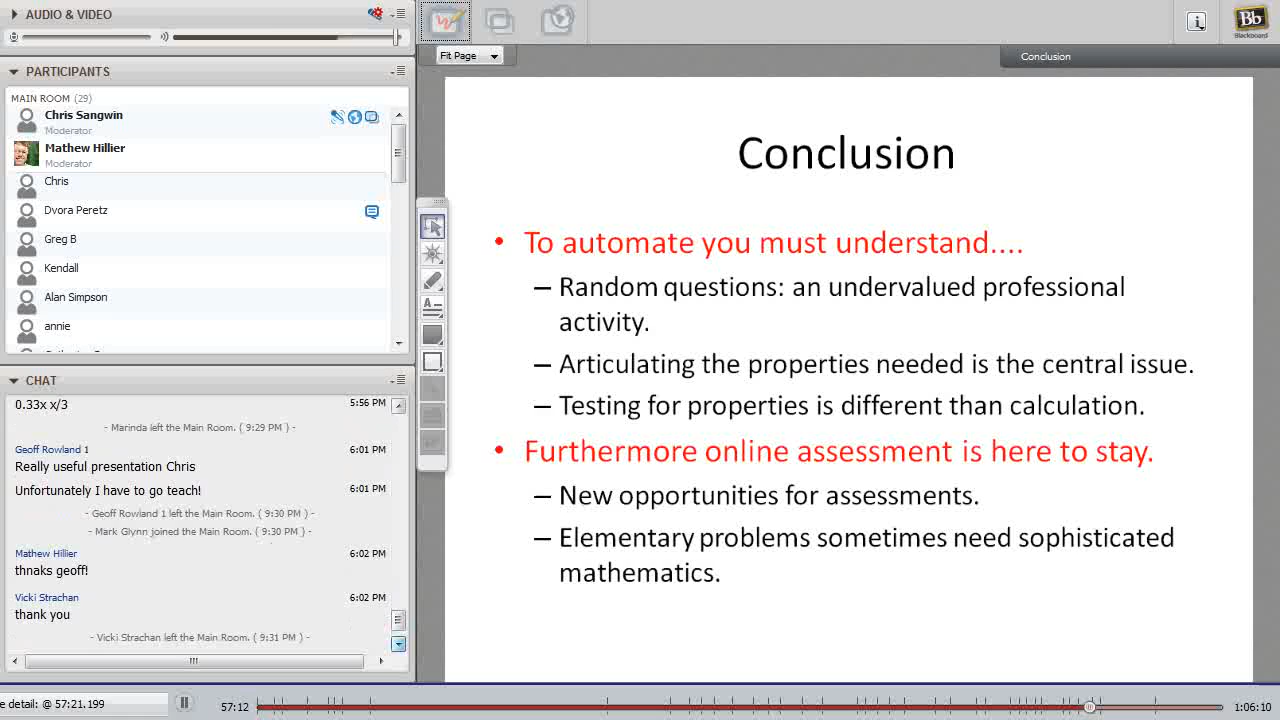 AUDIO & VIDEO
PARTICIPANTS
MAIN ROOM (29)
Chris Sangwin
Moderator
Mathew Hillier
Moderator
Chris
Dvora Peretz
Greg B
Kendall
Alan Simpson
annie
CHAT
0.33x x/3 5:56 PM
- Marinda left the Main Room. ( 9:29 PM ) -
Geoff Rowland 1 6:01 PM
Really useful presentation Chris
Unfortunately I have to go teach! 6:01 PM
- Geoff Rowland 1 left the Main Room. ( 9:30 PM ) -
- Mark Glynn joined the Main Room. ( 9:30 PM ) -
Mathew Hillier 6:02 PM
thnaks geoff!
Vicki Strachan 6:02 PM
thank you
- Vicki Strachan left the Main Room. ( 9:31 PM ) -
Fit Page
Conclusion
Bb
Blackboard
Conclusion
• To automate you must understand....
– Random questions: an undervalued professional
activity.
– Articulating the properties needed is the central issue.
– Testing for properties is different than calculation.
• Furthermore online assessment is here to stay.
– New opportunities for assessments.
– Elementary problems sometimes need sophisticated
mathematics.
57:12
1:06:10